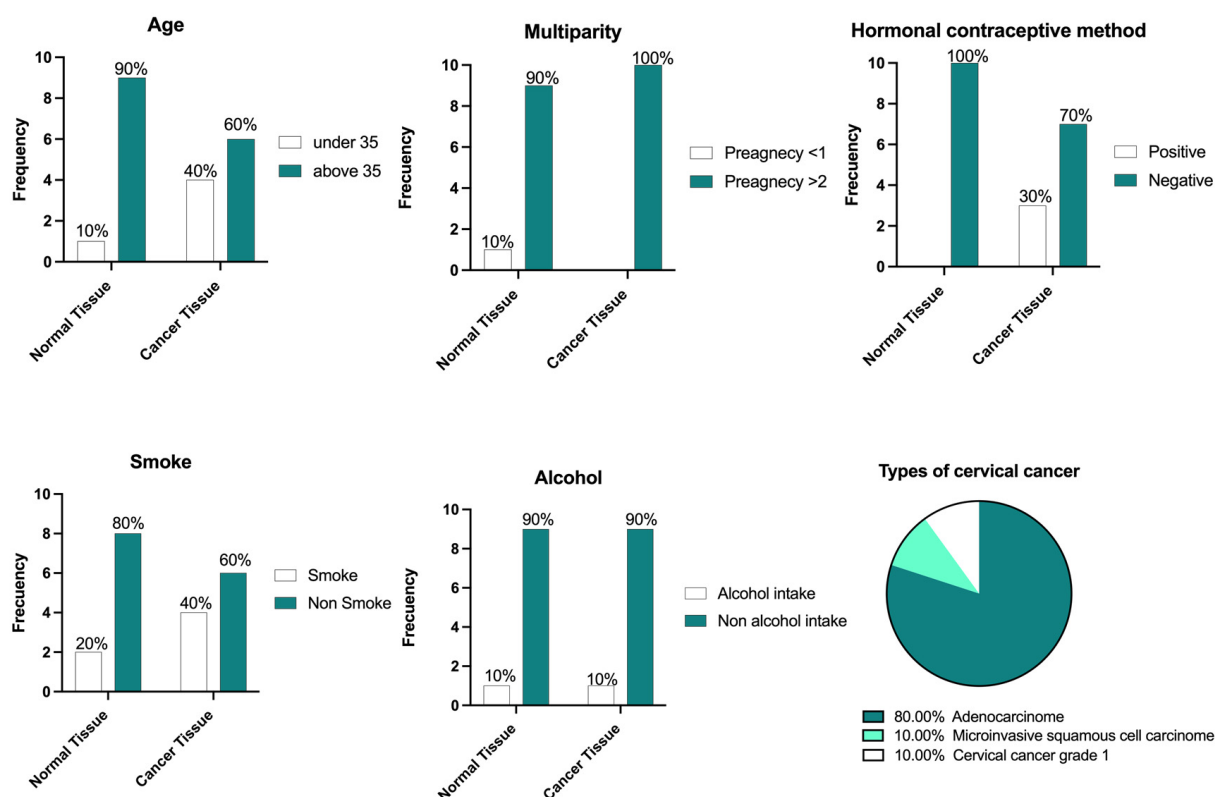 Age
Frequency
10
8
6
4
2
0
10%
90%
40%
60%
Normal Tissue
Cancer Tissue
under 35
above 35
Multiparity
Frecuency
10
8
6
4
2
0
10%
90%
100%
Normal Tissue
Cancer Tissue
Preagnecy <1
Preagnecy >2
Hormonal contraceptive method
Frecuency
10
8
6
4
2
0
100%
30%
70%
Normal Tissue
Cancer Tissue
Positive
Negative
Smoke
Frecuency
10
8
6
4
2
0
20%
80%
40%
60%
Normal Tissue
Cancer Tissue
Smoke
Non Smoke
Alcohol
Frecuency
10
8
6
4
2
0
10%
90%
10%
90%
Normal Tissue
Cancer Tissue
Alcohol intake
Non alcohol intake
Types of cervical cancer
80.00% Adenocarcinome
10.00% Microinvasive squamous cell carcinome
10.00% Cervical cancer grade 1